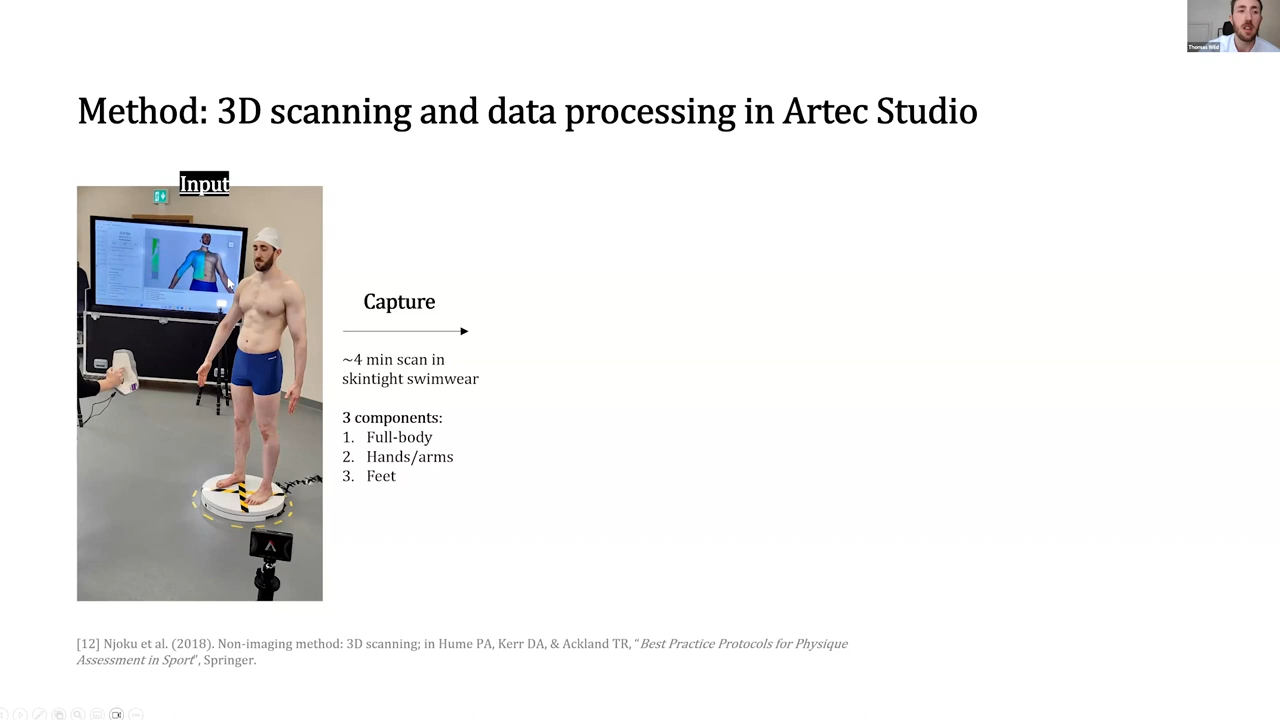 Thomas Wild
Method: 3D scanning and data processing in Artec Studio
Input
Capture
~4 min scan in
skintight swimwear
3 components:
1. Full-body
2. Hands/arms
3. Feet
[12] Njoku et al. (2018). Non-imaging method: 3D scanning; in Hume PA, Kerr DA, & Ackland TR, “Best Practice Protocols for Physique
Assessment in Sport”, Springer.